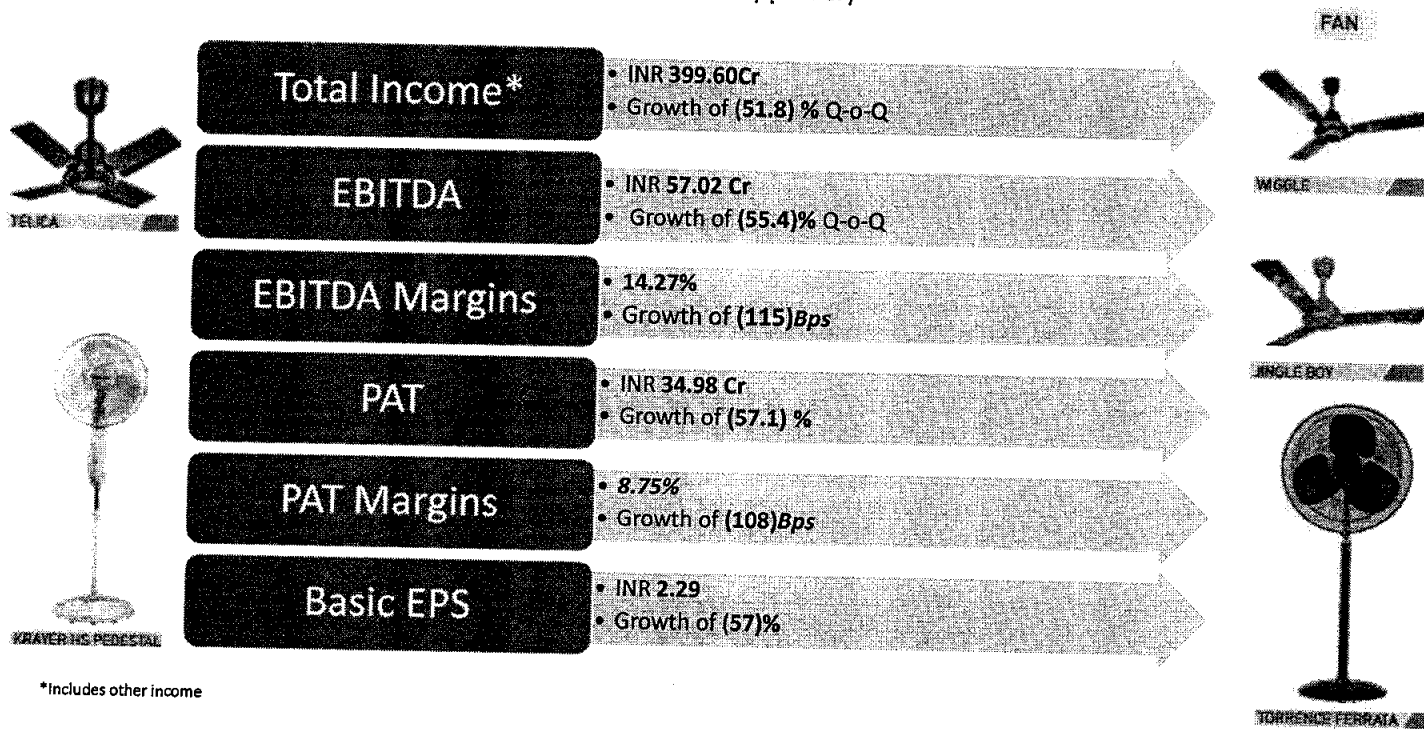 FAN
Total Income*
• INR 399.60Cr
• Growth of (51.8) % Q-o-Q
EBITDA
• INR 57.02 Cr
• Growth of (55.4)% Q-o-Q
EBITDA Margins
• 14.27%
• Growth of (115)Bps
PAT
• INR 34.98 Cr
• Growth of (57.1) %
PAT Margins
• 8.75%
• Growth of (108)Bps
Basic EPS
• INR 2.29
• Growth of (57)%
TELICA
KRAYER HS PEDESTAL
WIGGLE
JINGLE BOY
TORRENCE FERRATA
*Includes other income